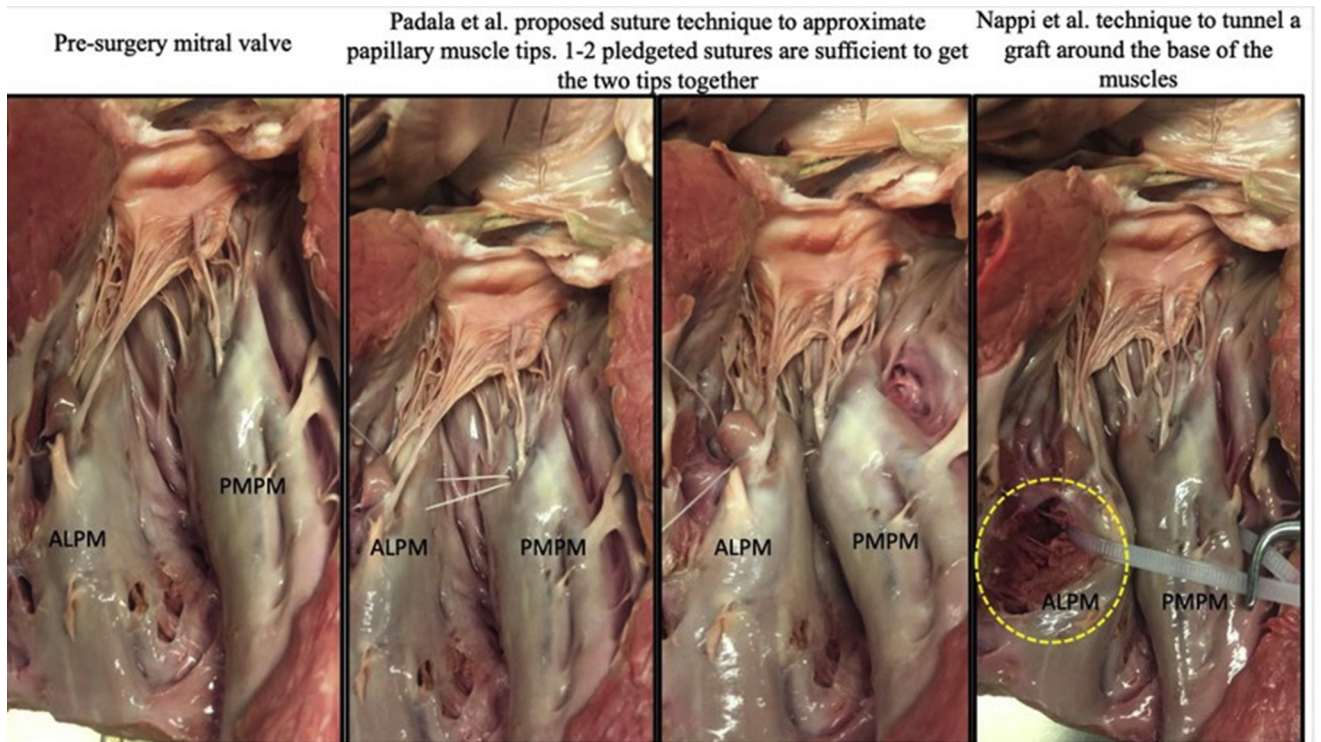 Pre-surgery mitral valve
Padala et al. proposed suture technique to approximate
papillary muscle tips. 1-2 pledgeted sutures are sufficient to get
the two tips together
Nappi et al. technique to tunnel a
graft around the base of the
muscles
ALPM
PMPM
ALPM
PMPM
ALPM
PMPM
ALPM
PMPM